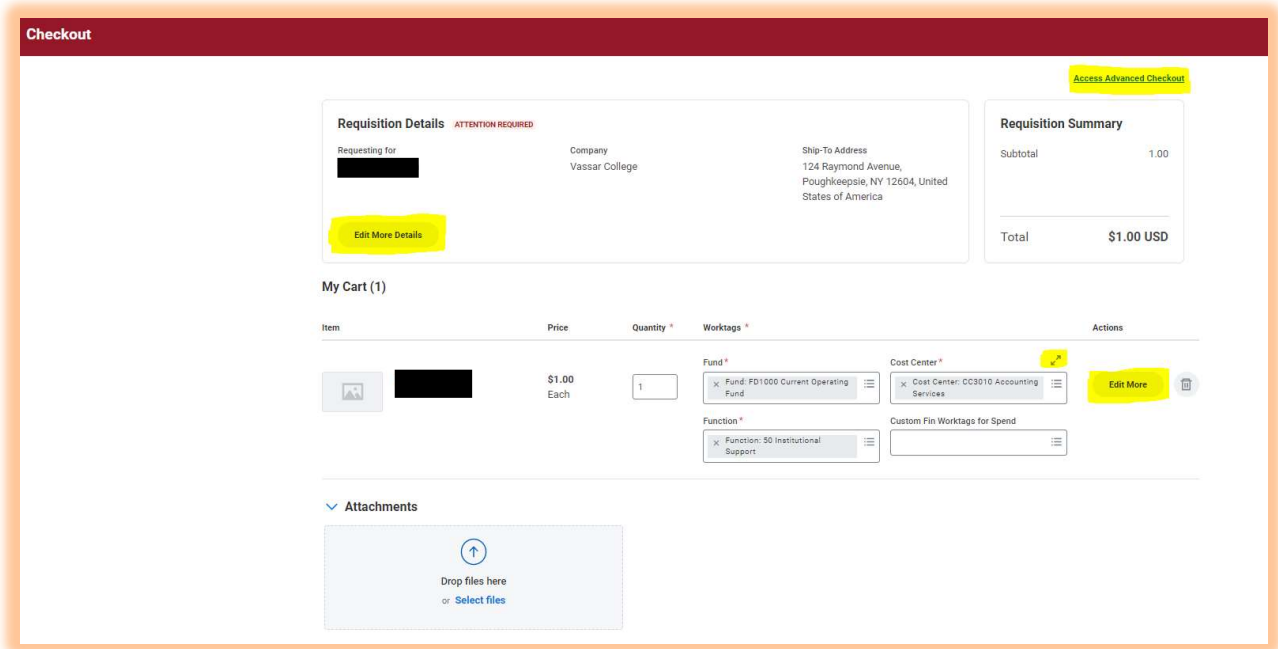 Checkout
Access Advanced Checkout
Requisition Details ATTENTION REQUIRED
Requesting for
Company
Vassar College
Ship-To Address
124 Raymond Avenue,
Poughkeepsie, NY 12604, United
States of America
Edit More Details
Requisition Summary
Subtotal 1.00
Total $1.00 USD
My Cart (1)
Item Price Quantity * Worktags * Actions
$1.00
Each
1
Fund *
× Fund: FD1000 Current Operating
Fund
Cost Center *
× Cost Center: CC3010 Accounting
Services
Function *
× Function: 50 Institutional
Support
Custom Fin Worktags for Spend
Edit More
Attachments
Drop files here
or Select files